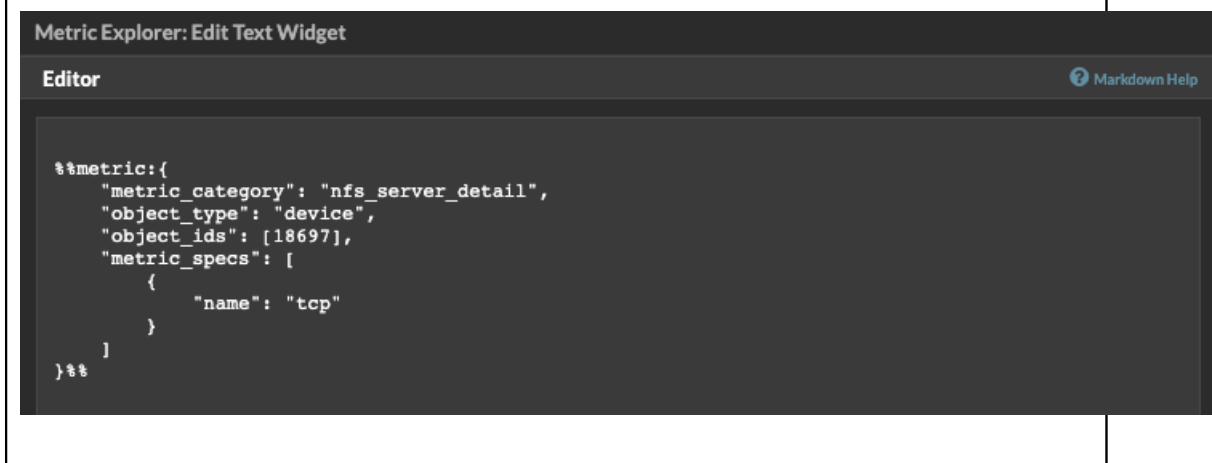 Metric Explorer: Edit Text Widget
Editor
Markdown Help
%%metric:{
    "metric_category": "nfs_server_detail",
    "object_type": "device",
    "object_ids": [18697],
    "metric_specs": [
        {
            "name": "tcp"
        }
    ]
}%%